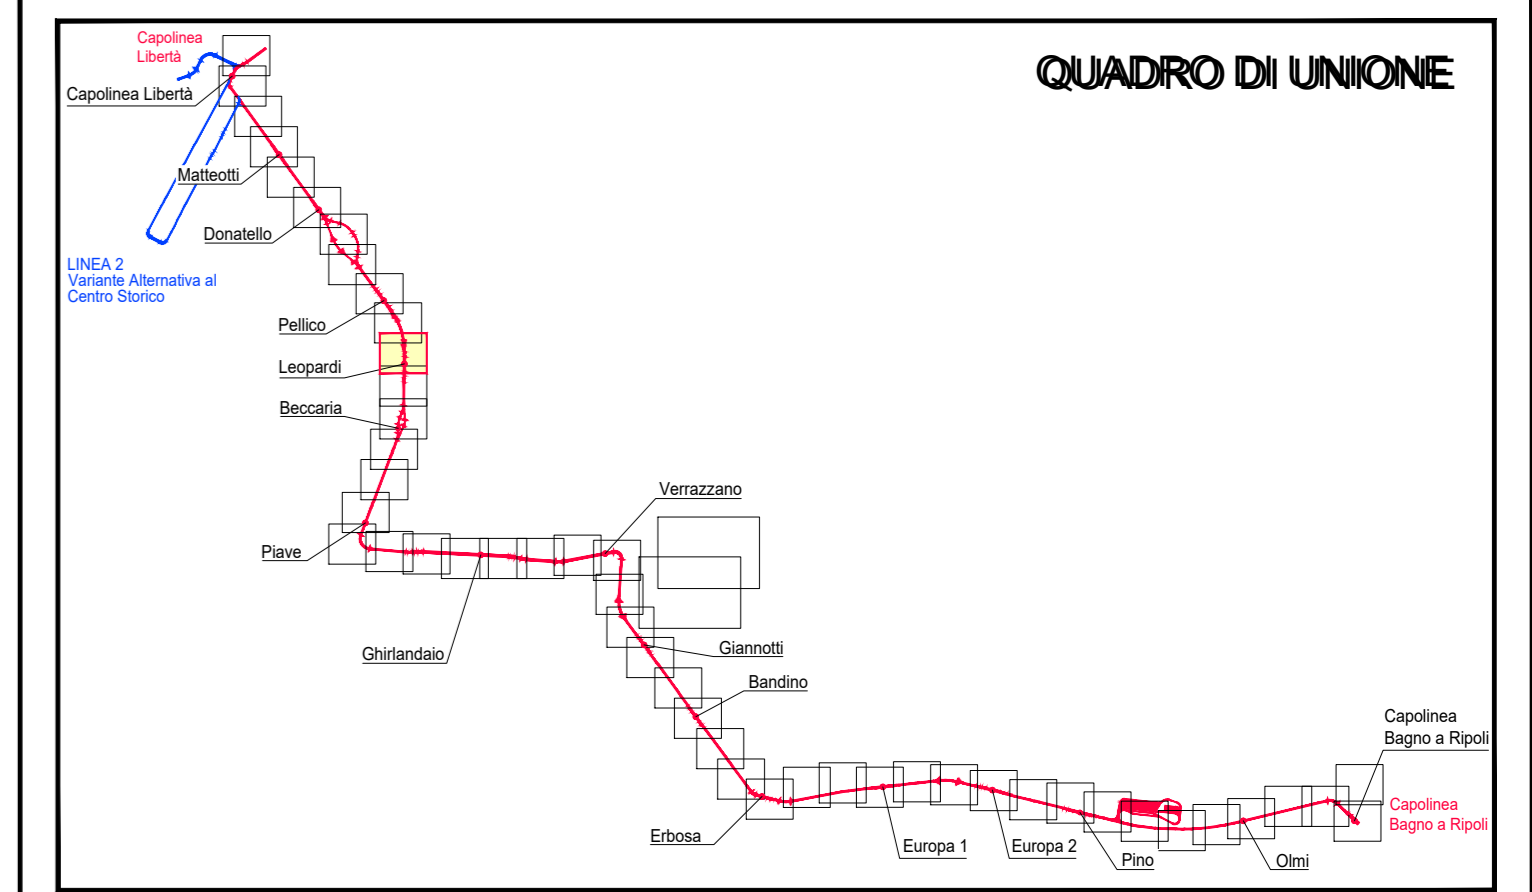 Capolinea
Libertà
QUADRO DI UNIONE
Capolinea Libertà
Matteotti
Donatello
LINEA 2
Variante Alternativa al
Centro Storico
Pellico
Leopardi
Beccaria
Verrazzano
Piave
Ghirlandaio
Giannotti
Bandino
Capolinea
Bagno a Ripoli
Capolinea
Bagno a Ripoli
Erbosa
Europa 1
Europa 2
Pino
Olmi